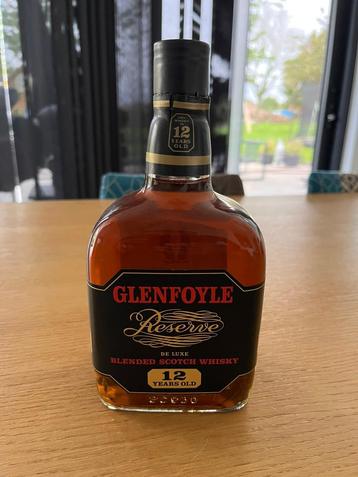 12
YEARS
OLD
GLENFOYLE
Reserve
DE LUXE
BLENDED SCOTCH WHISKY
12
YEARS OLD